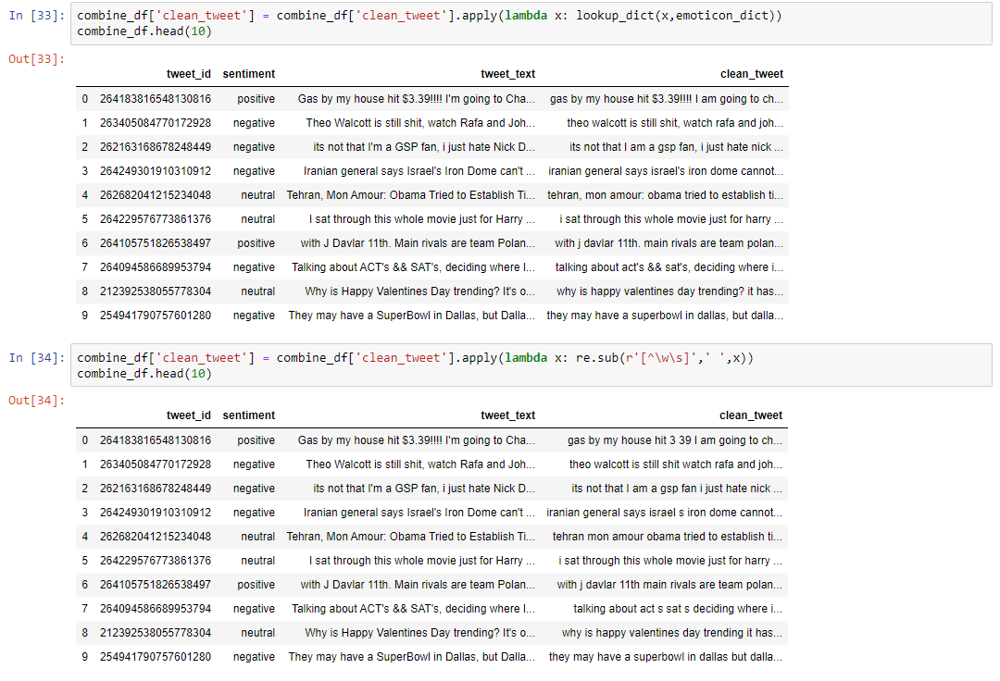 In [33]: combine_df['clean_tweet'] = combine_df['clean_tweet'].apply(lambda x: lookup_dict(x,emoticon_dict))
combine_df.head(10)
Out[33]:
tweet_id sentiment tweet_text clean_tweet
0 264183816548130816 positive Gas by my house hit $3.39!!!! I'm going to Cha... gas by my house hit $3.39!!!! I am going to ch...
1 263405084770172928 negative Theo Walcott is still shit, watch Rafa and Joh... theo walcott is still shit, watch rafa and joh...
2 262163168678248449 negative its not that I'm a GSP fan, i just hate Nick D... its not that I am a gsp fan, i just hate nick ...
3 264249301910310912 negative Iranian general says Israel's Iron Dome can't ... iranian general says israel's iron dome cannot...
4 262682041215234048 neutral Tehran, Mon Amour: Obama Tried to Establish Ti... tehran, mon amour: obama tried to establish ti...
5 264229576773861376 neutral I sat through this whole movie just for Harry ... i sat through this whole movie just for harry ...
6 264105751826538497 positive with J Davlar 11th. Main rivals are team Polan... with j davlar 11th. main rivals are team polan...
7 264094586689953794 negative Talking about ACT's && SAT's, deciding where I... talking about act's && sat's, deciding where i...
8 212392538055778304 neutral Why is Happy Valentines Day trending? It's o... why is happy valentines day trending? it has...
9 254941790757601280 negative They may have a SuperBowl in Dallas, but Dalla... they may have a superbowl in dallas, but dalla...
In [34]: combine_df['clean_tweet'] = combine_df['clean_tweet'].apply(lambda x: re.sub(r'[^\w\s]',' ',x))
combine_df.head(10)
Out[34]:
tweet_id sentiment tweet_text clean_tweet
0 264183816548130816 positive Gas by my house hit $3.39!!!! I'm going to Cha... gas by my house hit 3 39 I am going to ch...
1 263405084770172928 negative Theo Walcott is still shit, watch Rafa and Joh... theo walcott is still shit watch rafa and joh...
2 262163168678248449 negative its not that I'm a GSP fan, i just hate Nick D... its not that I am a gsp fan i just hate nick ...
3 264249301910310912 negative Iranian general says Israel's Iron Dome can't ... iranian general says israel s iron dome cannot...
4 262682041215234048 neutral Tehran, Mon Amour: Obama Tried to Establish Ti... tehran mon amour obama tried to establish ti...
5 264229576773861376 neutral I sat through this whole movie just for Harry ... i sat through this whole movie just for harry ...
6 264105751826538497 positive with J Davlar 11th. Main rivals are team Polan... with j davlar 11th main rivals are team polan...
7 264094586689953794 negative Talking about ACT's && SAT's, deciding where I... talking about act s sat s deciding where i...
8 212392538055778304 neutral Why is Happy Valentines Day trending? It's o... why is happy valentines day trending it has...
9 254941790757601280 negative They may have a SuperBowl in Dallas, but Dalla... they may have a superbowl in dallas but dalla...